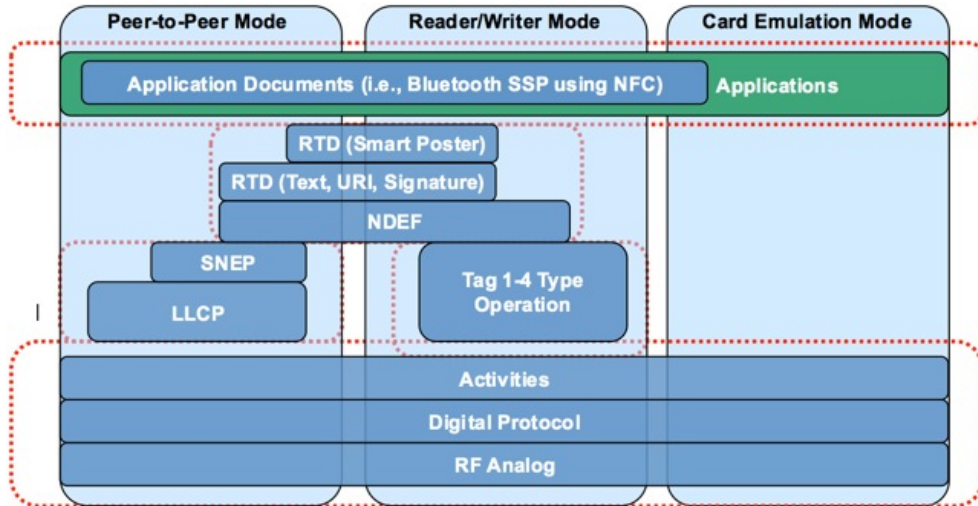 Peer-to-Peer Mode
Reader/Writer Mode
Card Emulation Mode
Application Documents (i.e., Bluetooth SSP using NFC)
Applications
RTD (Smart Poster)
RTD (Text, URI, Signature)
NDEF
SNEP
Tag 1-4 Type
Operation
LLCP
Activities
Digital Protocol
RF Analog